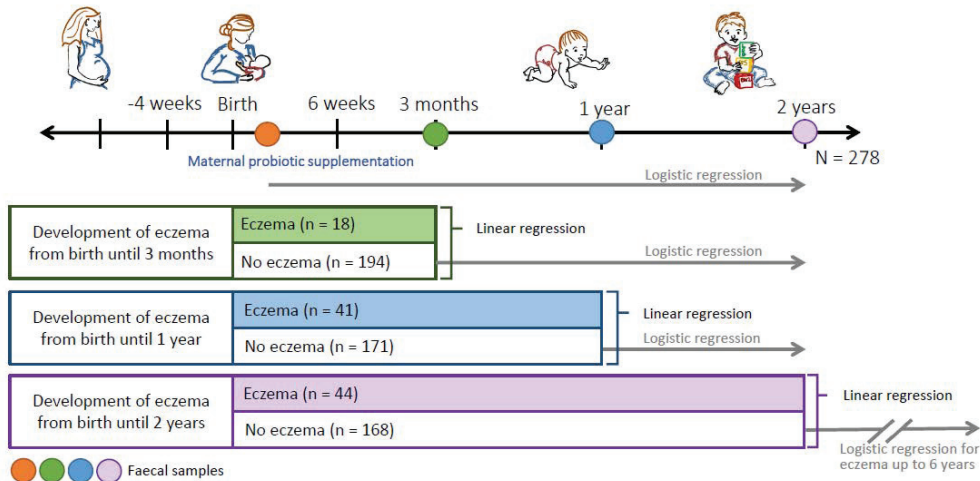 -4 weeks
Birth
6 weeks
3 months
1 year
2 years
Maternal probiotic supplementation
N = 278
Logistic regression
Development of eczema
from birth until 3 months
Eczema (n = 18)
No eczema (n = 194)
Linear regression
Logistic regression
Development of eczema
from birth until 1 year
Eczema (n = 41)
No eczema (n = 171)
Linear regression
Logistic regression
Development of eczema
from birth until 2 years
Eczema (n = 44)
No eczema (n = 168)
Linear regression
Logistic regression for
eczema up to 6 years
Faecal samples